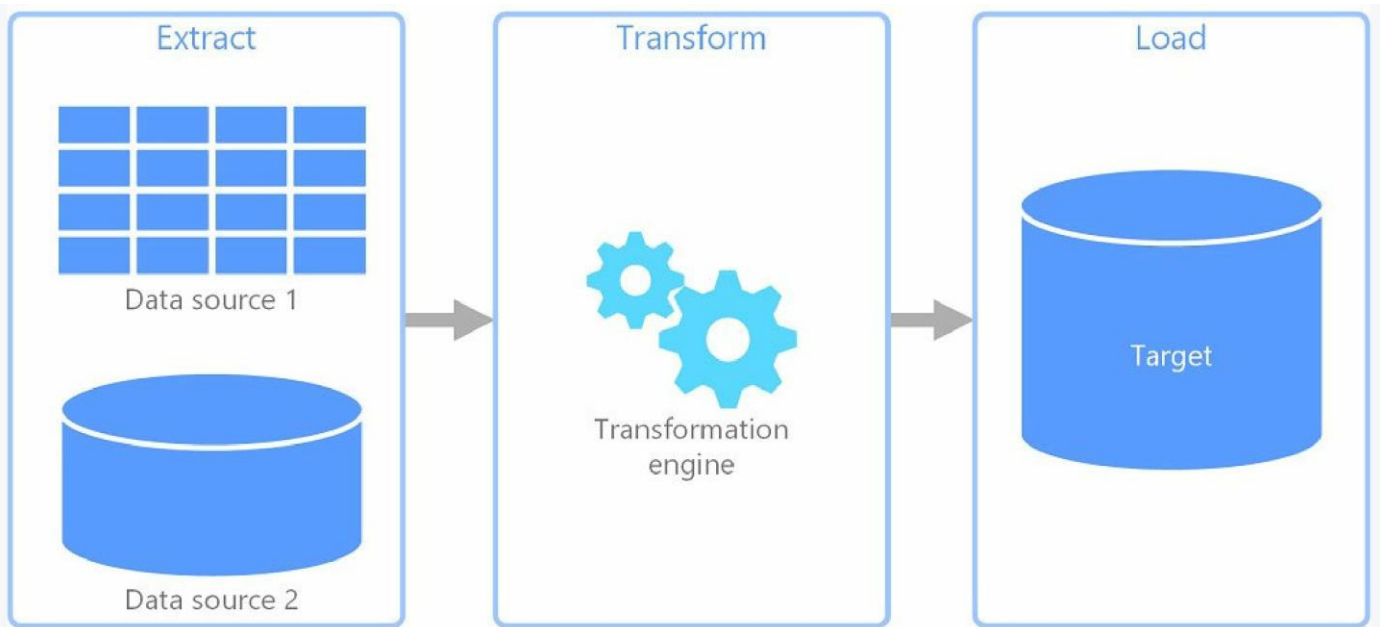 Extract
Data source 1
Data source 2
Transform
Transformation
engine
Load
Target